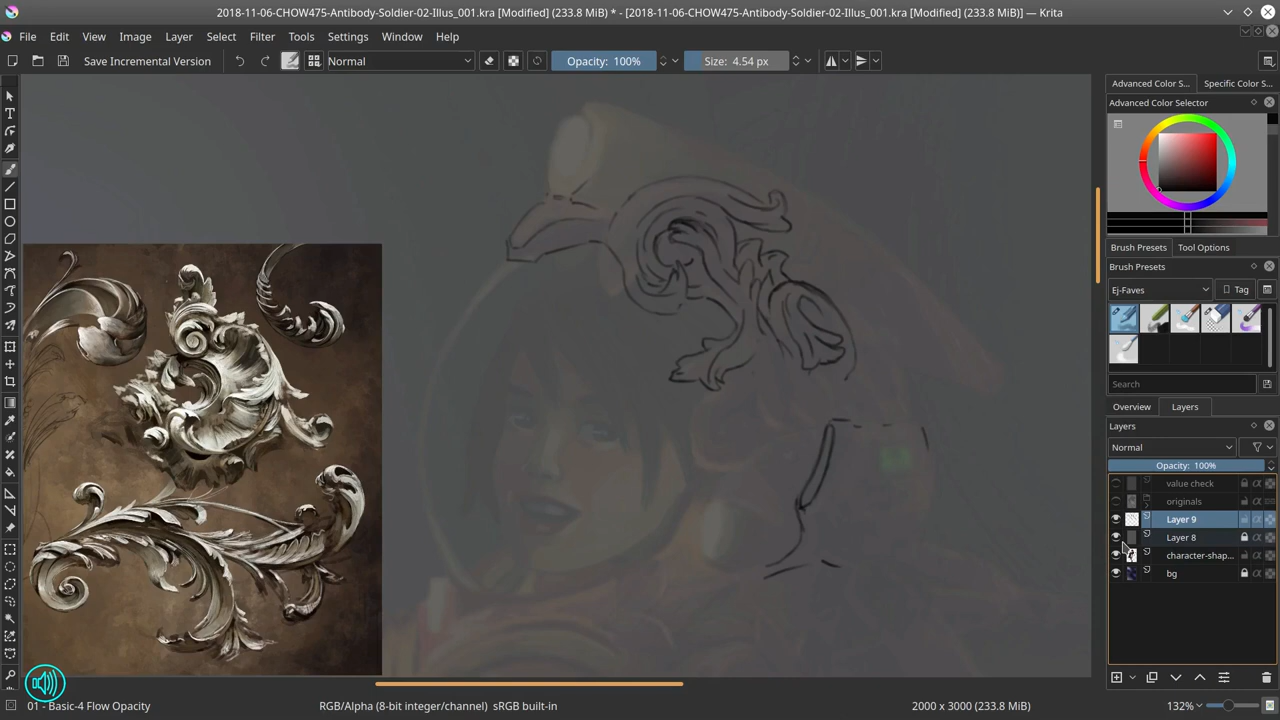 2018-11-06-CHOW475-Antibody-Soldier-02-Illus_001.kra [Modified] (233.8 MiB) * - [2018-11-06-CHOW475-Antibody-Soldier-02-Illus_001.kra [Modified] (233.8 MiB)] — Krita
File Edit View Image Layer Select Filter Tools Settings Window Help
Save Incremental Version Normal Opacity: 100% Size: 4.54 px
Advanced Color S... Specific Color S...
Advanced Color Selector
Brush Presets Tool Options
Brush Presets
Ej-Faves Tag
Search
Overview Layers
Layers
Normal
Opacity: 100%
value check
originals
Layer 9
Layer 8
character-shap...
bg
01 - Basic-4 Flow Opacity RGB/Alpha (8-bit integer/channel) sRGB built-in 2000 x 3000 (233.8 MiB) 132%